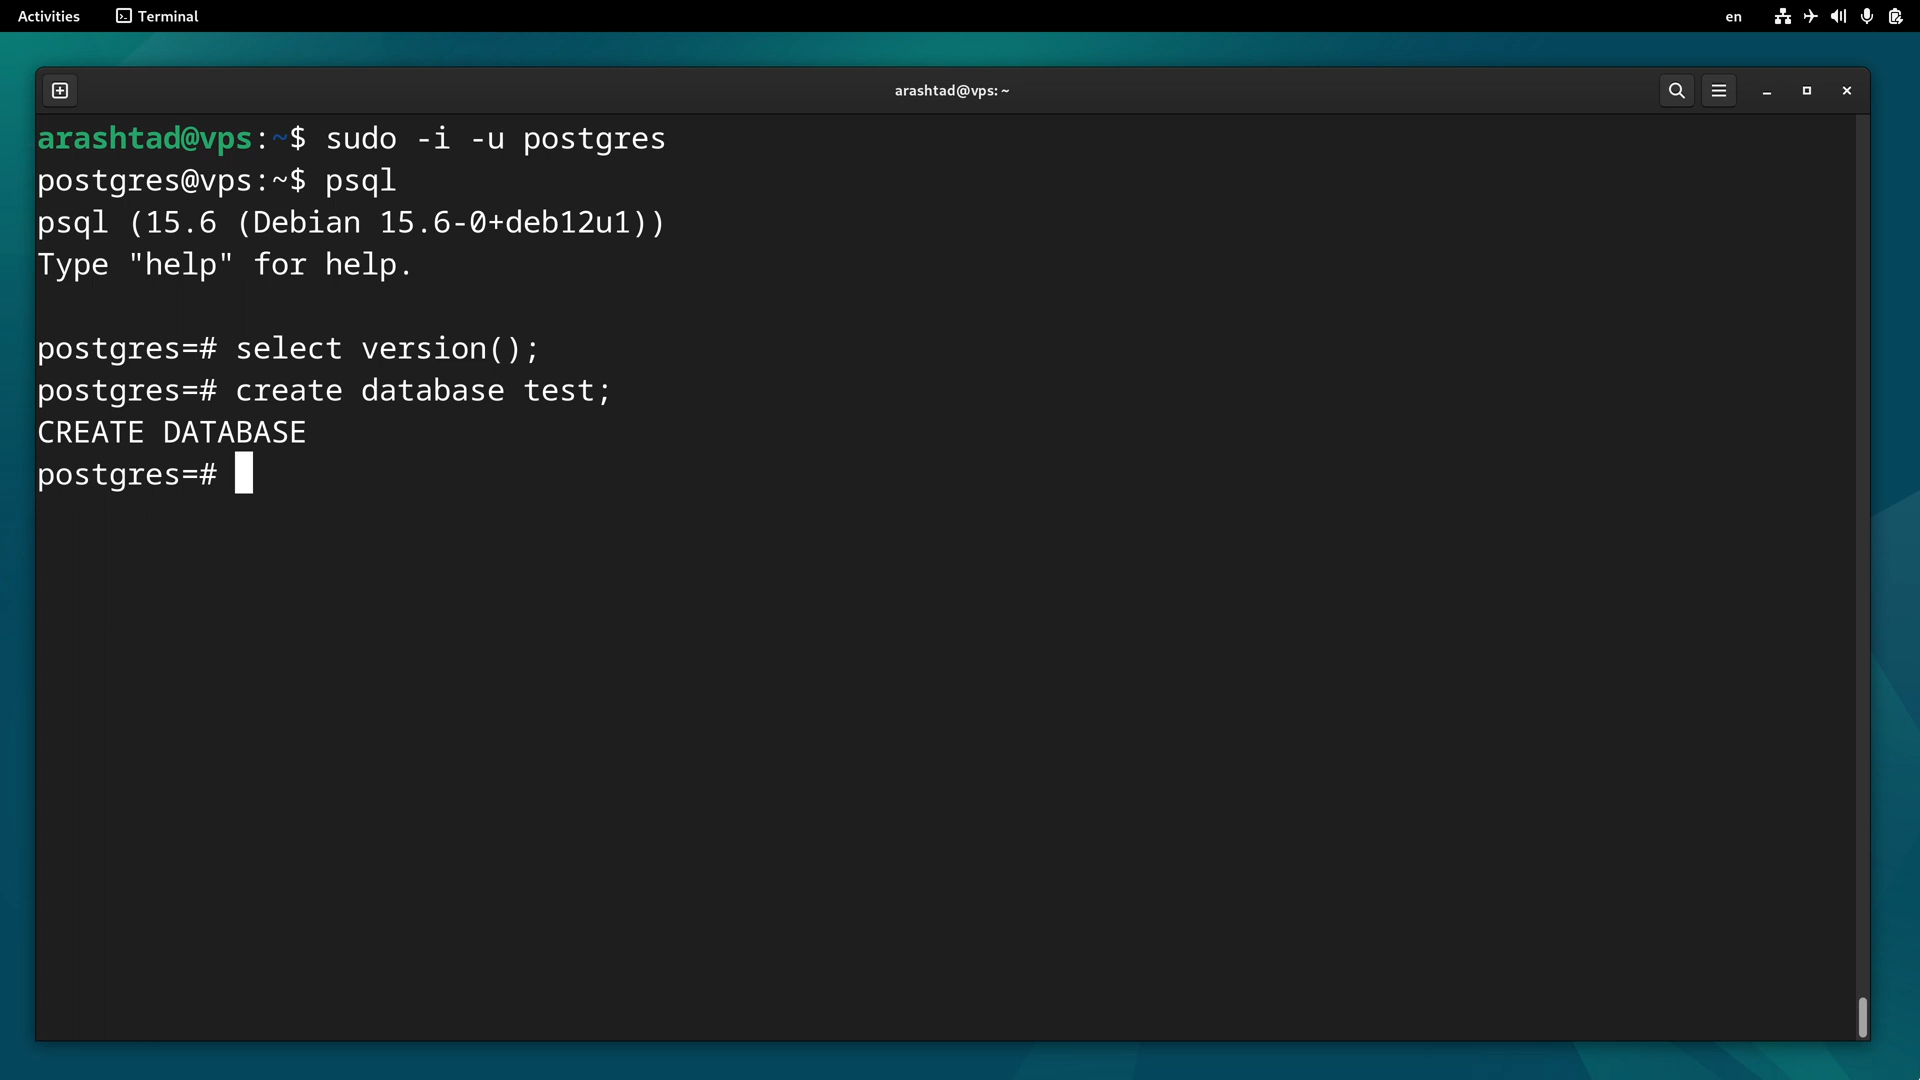 Activities Terminal en
arashtad@vps: ~
arashtad@vps:~$ sudo -i -u postgres
postgres@vps:~$ psql
psql (15.6 (Debian 15.6-0+deb12u1))
Type "help" for help.
postgres=# select version();
postgres=# create database test;
CREATE DATABASE
postgres=#